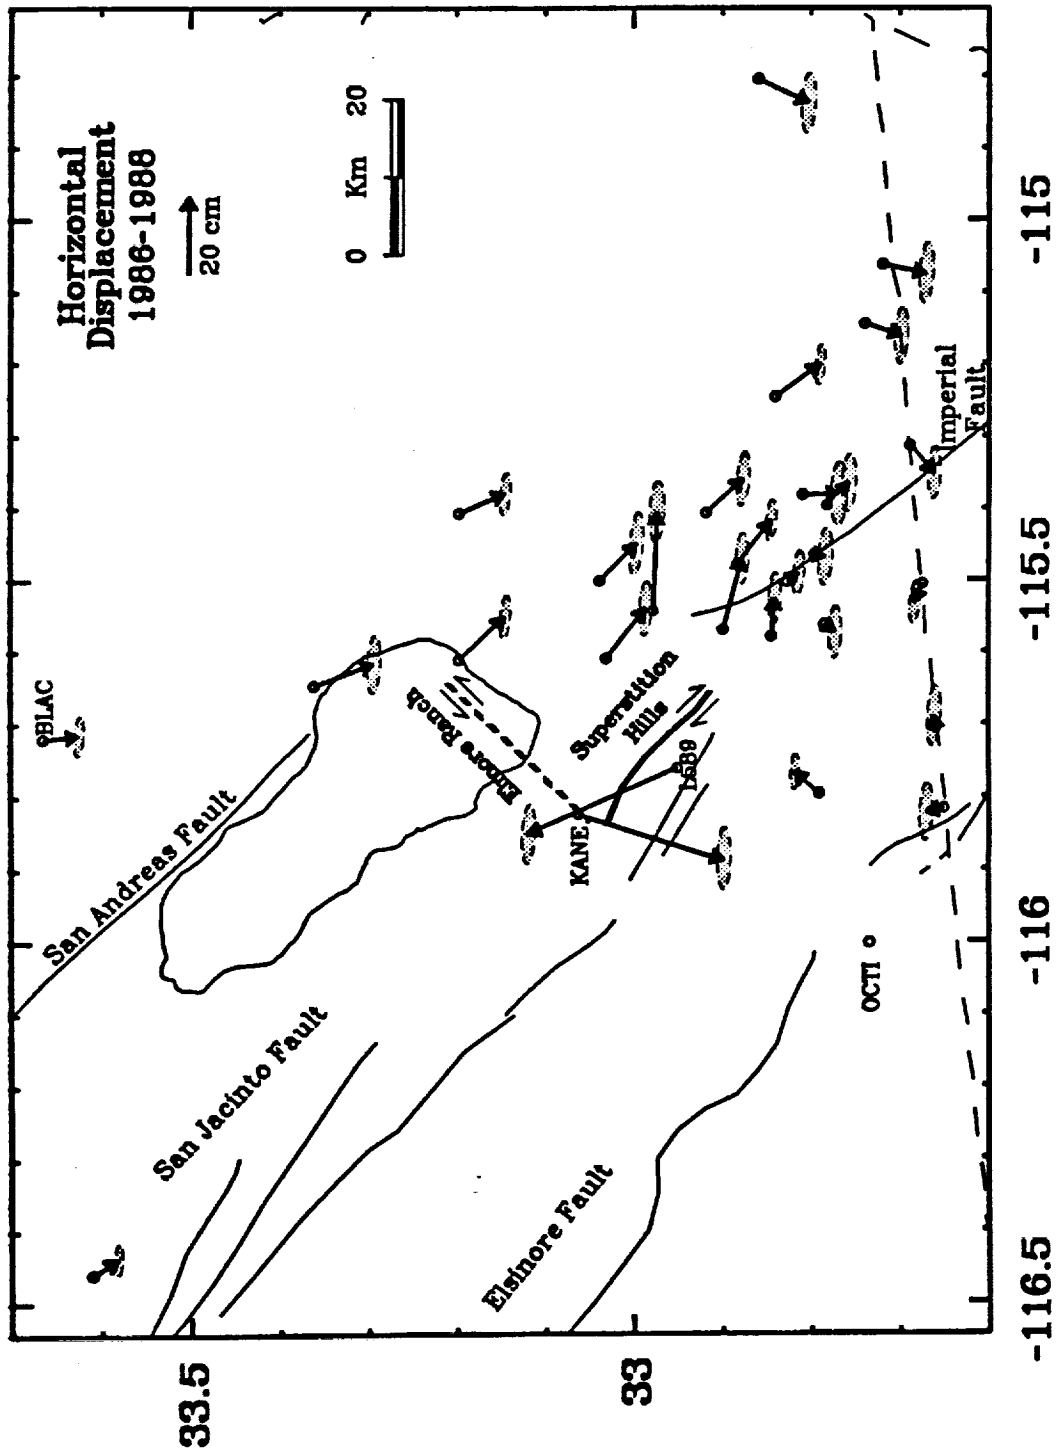 Horizontal
Displacement
1986-1988
20 cm
0 Km 20
BLAC
San Andreas Fault
Elmore Ranch
Superstition
Hills
L589
KANE
San Jacinto Fault
Elsinore Fault
OCTI
Imperial
Fault
33.5
33
-116.5
-116
-115.5
-115